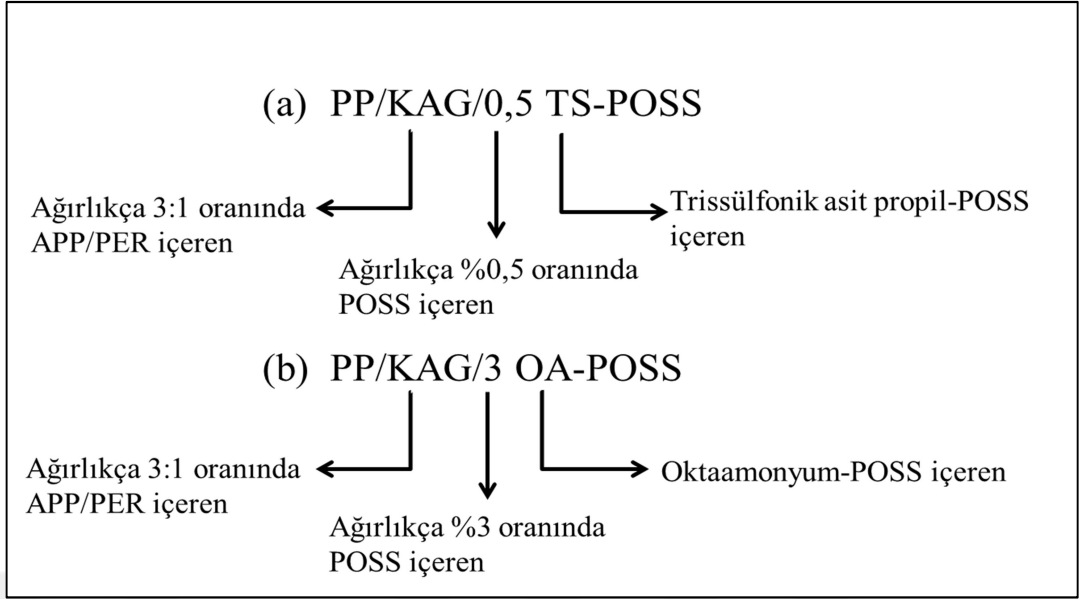 (a) PP/KAG/0,5 TS-POSS
Ağırlıkça 3:1 oranında
APP/PER içeren
Trissülfonik asit propil-POSS
içeren
Ağırlıkça %0,5 oranında
POSS içeren
(b) PP/KAG/3 OA-POSS
Ağırlıkça 3:1 oranında
APP/PER içeren
Oktaamonyum-POSS içeren
Ağırlıkça %3 oranında
POSS içeren